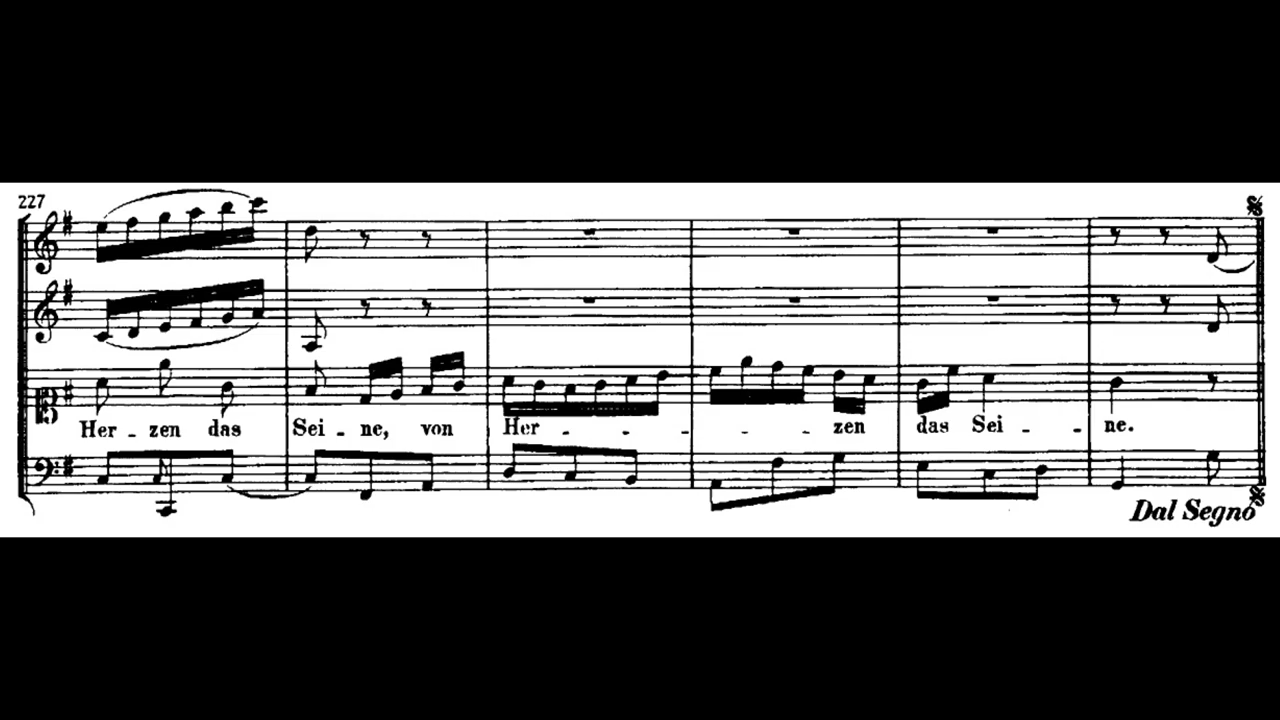 227
Her - zen das Sei - ne, von Her - - - - zen das Sei - - ne.
Dal Segno